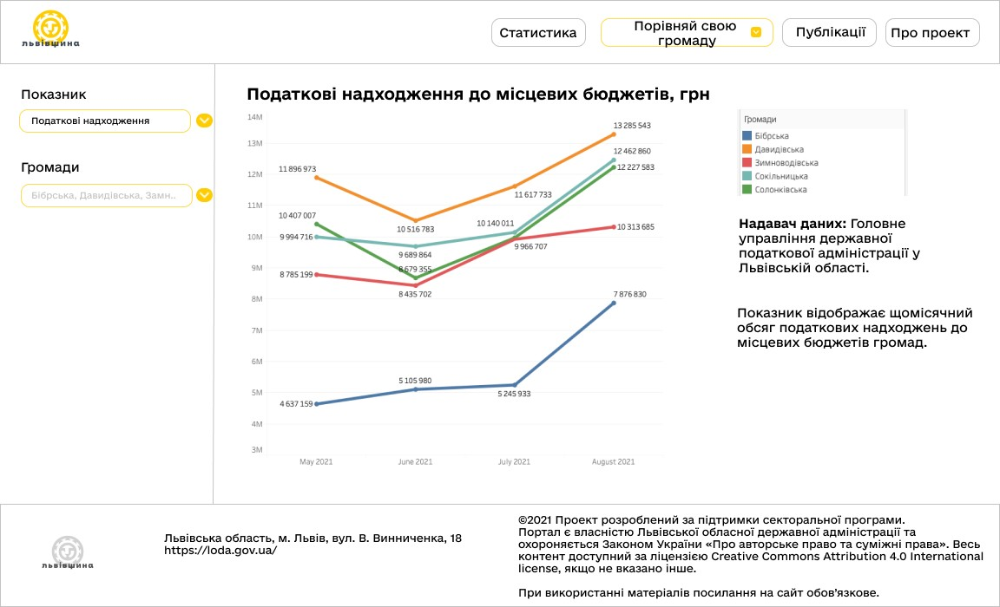 львівщина
Статистика
Порівняй свою
громаду
Публікації
Про проект
Показник
Податкові надходження
Громади
Бібрська, Давидівська, Замн..
Податкові надходження до місцевих бюджетів, грн
14M
13M
12M
11M
10M
9M
8M
7M
6M
5M
4M
3M
11 896 973
10 516 783
11 617 733
13 285 543
10 407 007
9 994 716
9 689 864
10 140 011
12 462 860
12 227 583
8 679 355
8 785 199
8 435 702
9 966 707
10 313 685
4 637 159
5 105 980
5 245 933
7 876 830
May 2021
June 2021
July 2021
August 2021
Громади
Бібрська
Давидівська
Зимноводівська
Сокільницька
Солонківська
Надавач даних: Головне
управління державної
податкової адміністрації у
Львівській області.
Показник відображає щомісячний
обсяг податкових надходжень до
місцевих бюджетів громад.
львівщина
Львівська область, м. Львів, вул. В. Винниченка, 18
https://loda.gov.ua/
©2021 Проект розроблений за підтримки секторальної програми.
Портал є власністю Львівської обласної державної адміністрації та
охороняється Законом України «Про авторське право та суміжні права». Весь
контент доступний за ліцензією Creative Commons Attribution 4.0 International
license, якщо не вказано інше.
При використанні матеріалів посилання на сайт обов’язкове.